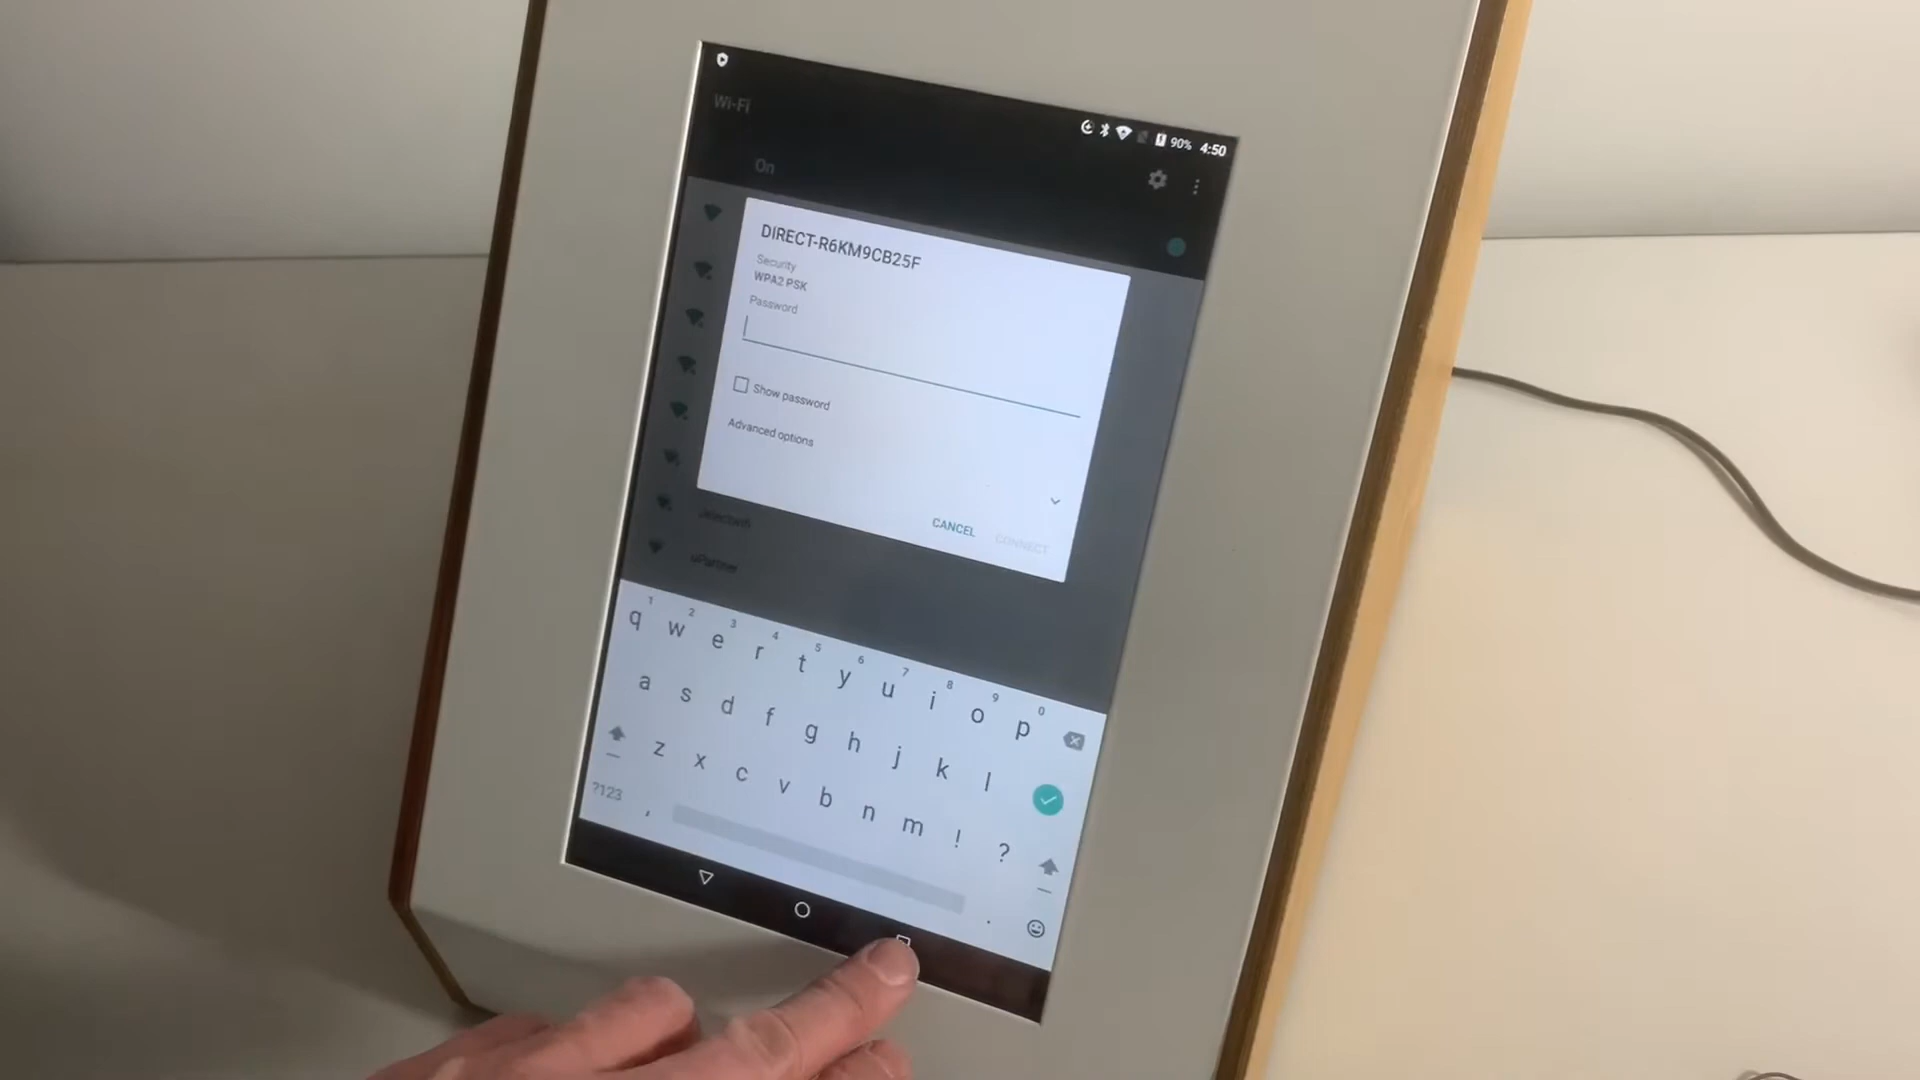 90% 4:50
Wi-Fi
On
DIRECT-R6KM9CB25F
Security
WPA2 PSK
Password
Show password
Advanced options
CANCEL CONNECT
uPartner
1 2 3 4 5 6 7 8 9 0
q w e r t y u i o p
a s d f g h j k l
z x c v b n m ! ?
?123 , .